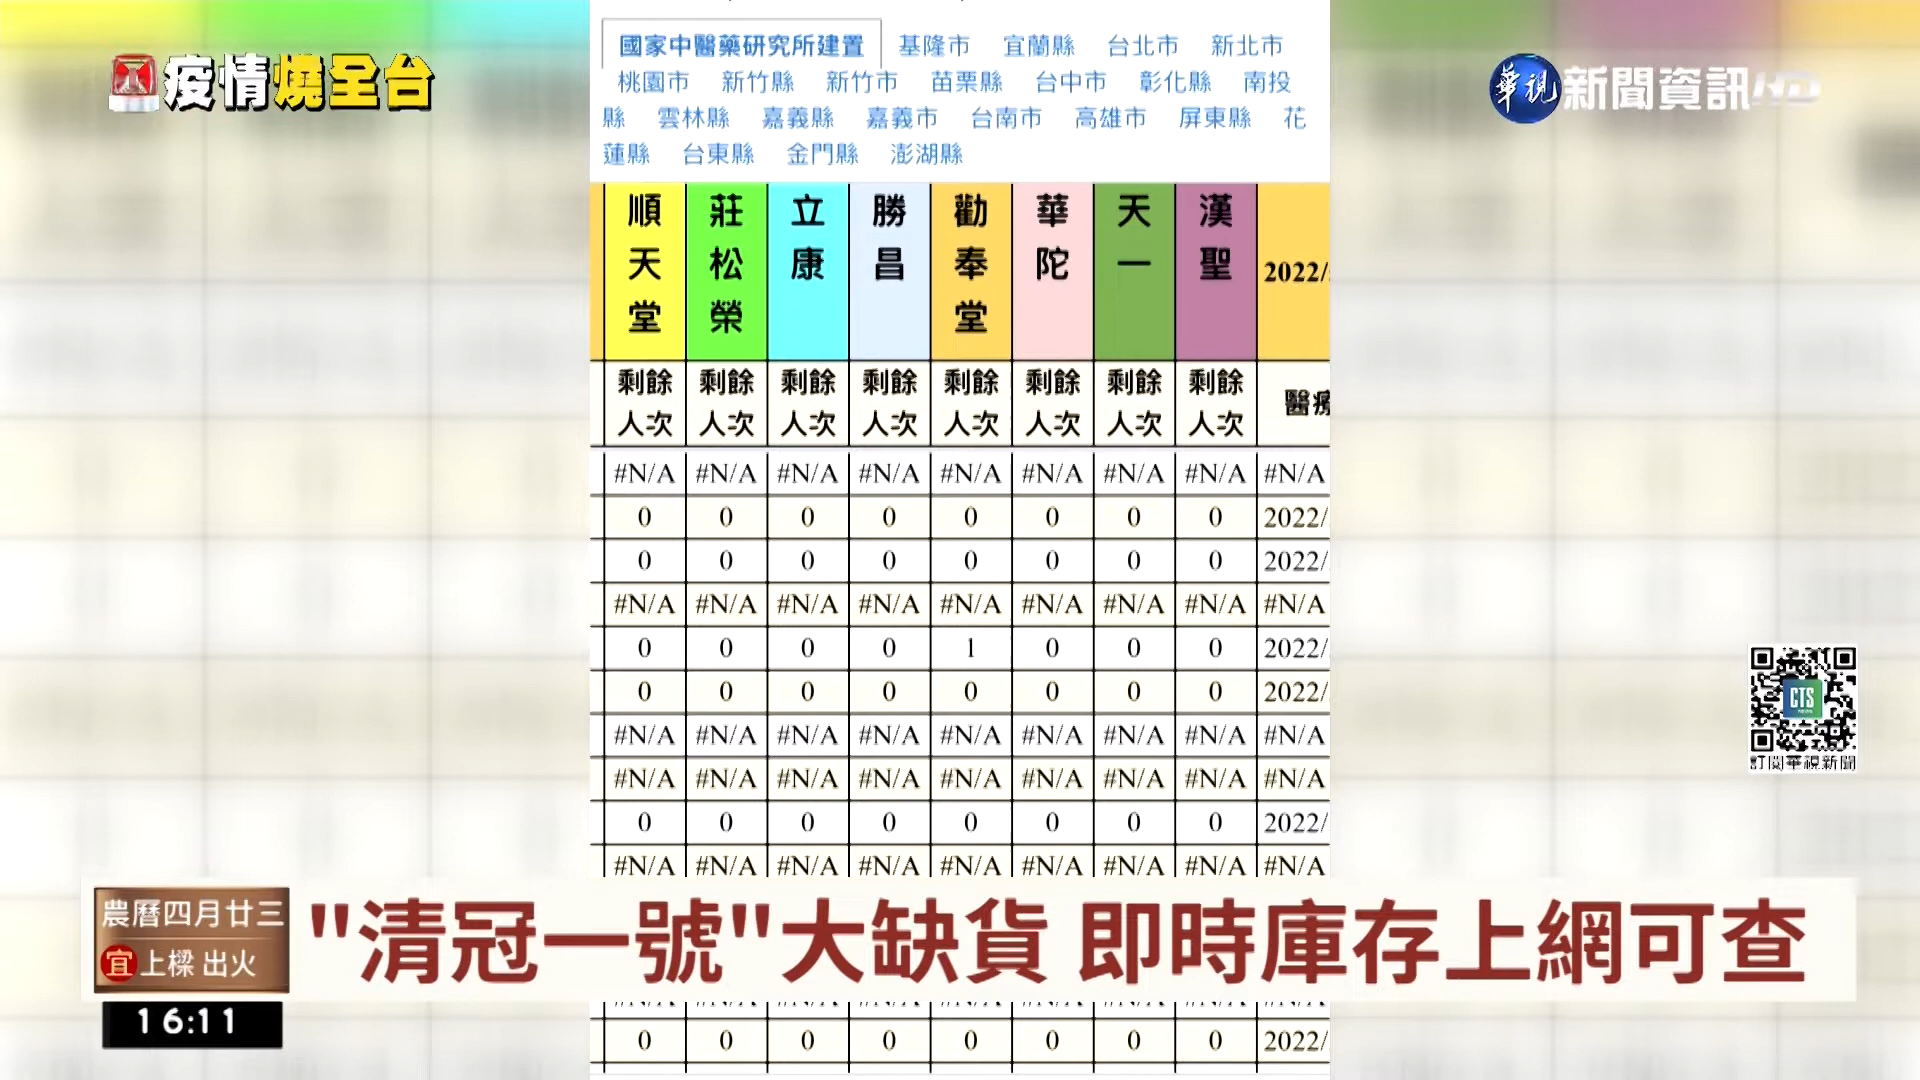 疫情燒全台
華視新聞資訊HD
國家中醫藥研究所建置 基隆市 宜蘭縣 台北市 新北市
桃園市 新竹縣 新竹市 苗栗縣 台中市 彰化縣 南投
縣 雲林縣 嘉義縣 嘉義市 台南市 高雄市 屏東縣 花
蓮縣 台東縣 金門縣 澎湖縣
順天堂 莊松榮 立康 勝昌 勸奉堂 華陀 天一 漢聖 2022/
剩餘人次 剩餘人次 剩餘人次 剩餘人次 剩餘人次 剩餘人次 剩餘人次 剩餘人次 醫療
#N/A #N/A #N/A #N/A #N/A #N/A #N/A #N/A #N/A
0 0 0 0 0 0 0 0 2022/
0 0 0 0 0 0 0 0 2022/
#N/A #N/A #N/A #N/A #N/A #N/A #N/A #N/A #N/A
0 0 0 0 1 0 0 0 2022/
0 0 0 0 0 0 0 0 2022/
#N/A #N/A #N/A #N/A #N/A #N/A #N/A #N/A #N/A
#N/A #N/A #N/A #N/A #N/A #N/A #N/A #N/A #N/A
0 0 0 0 0 0 0 0 2022/
#N/A #N/A #N/A #N/A #N/A #N/A #N/A #N/A #N/A
CTS
訂閱華視新聞
農曆四月廿三
宜 上樑 出火
16:11
"清冠一號"大缺貨 即時庫存上網可查
0 0 0 0 0 0 0 0 2022/